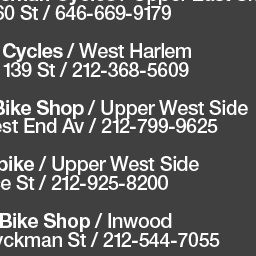 60 St / 646-669-9179
Cycles / West Harlem
139 St / 212-368-5609
Bike Shop / Upper West Side
est End Av / 212-799-9625
bike / Upper West Side
e St / 212-925-8200
Bike Shop / Inwood
yckman St / 212-544-7055